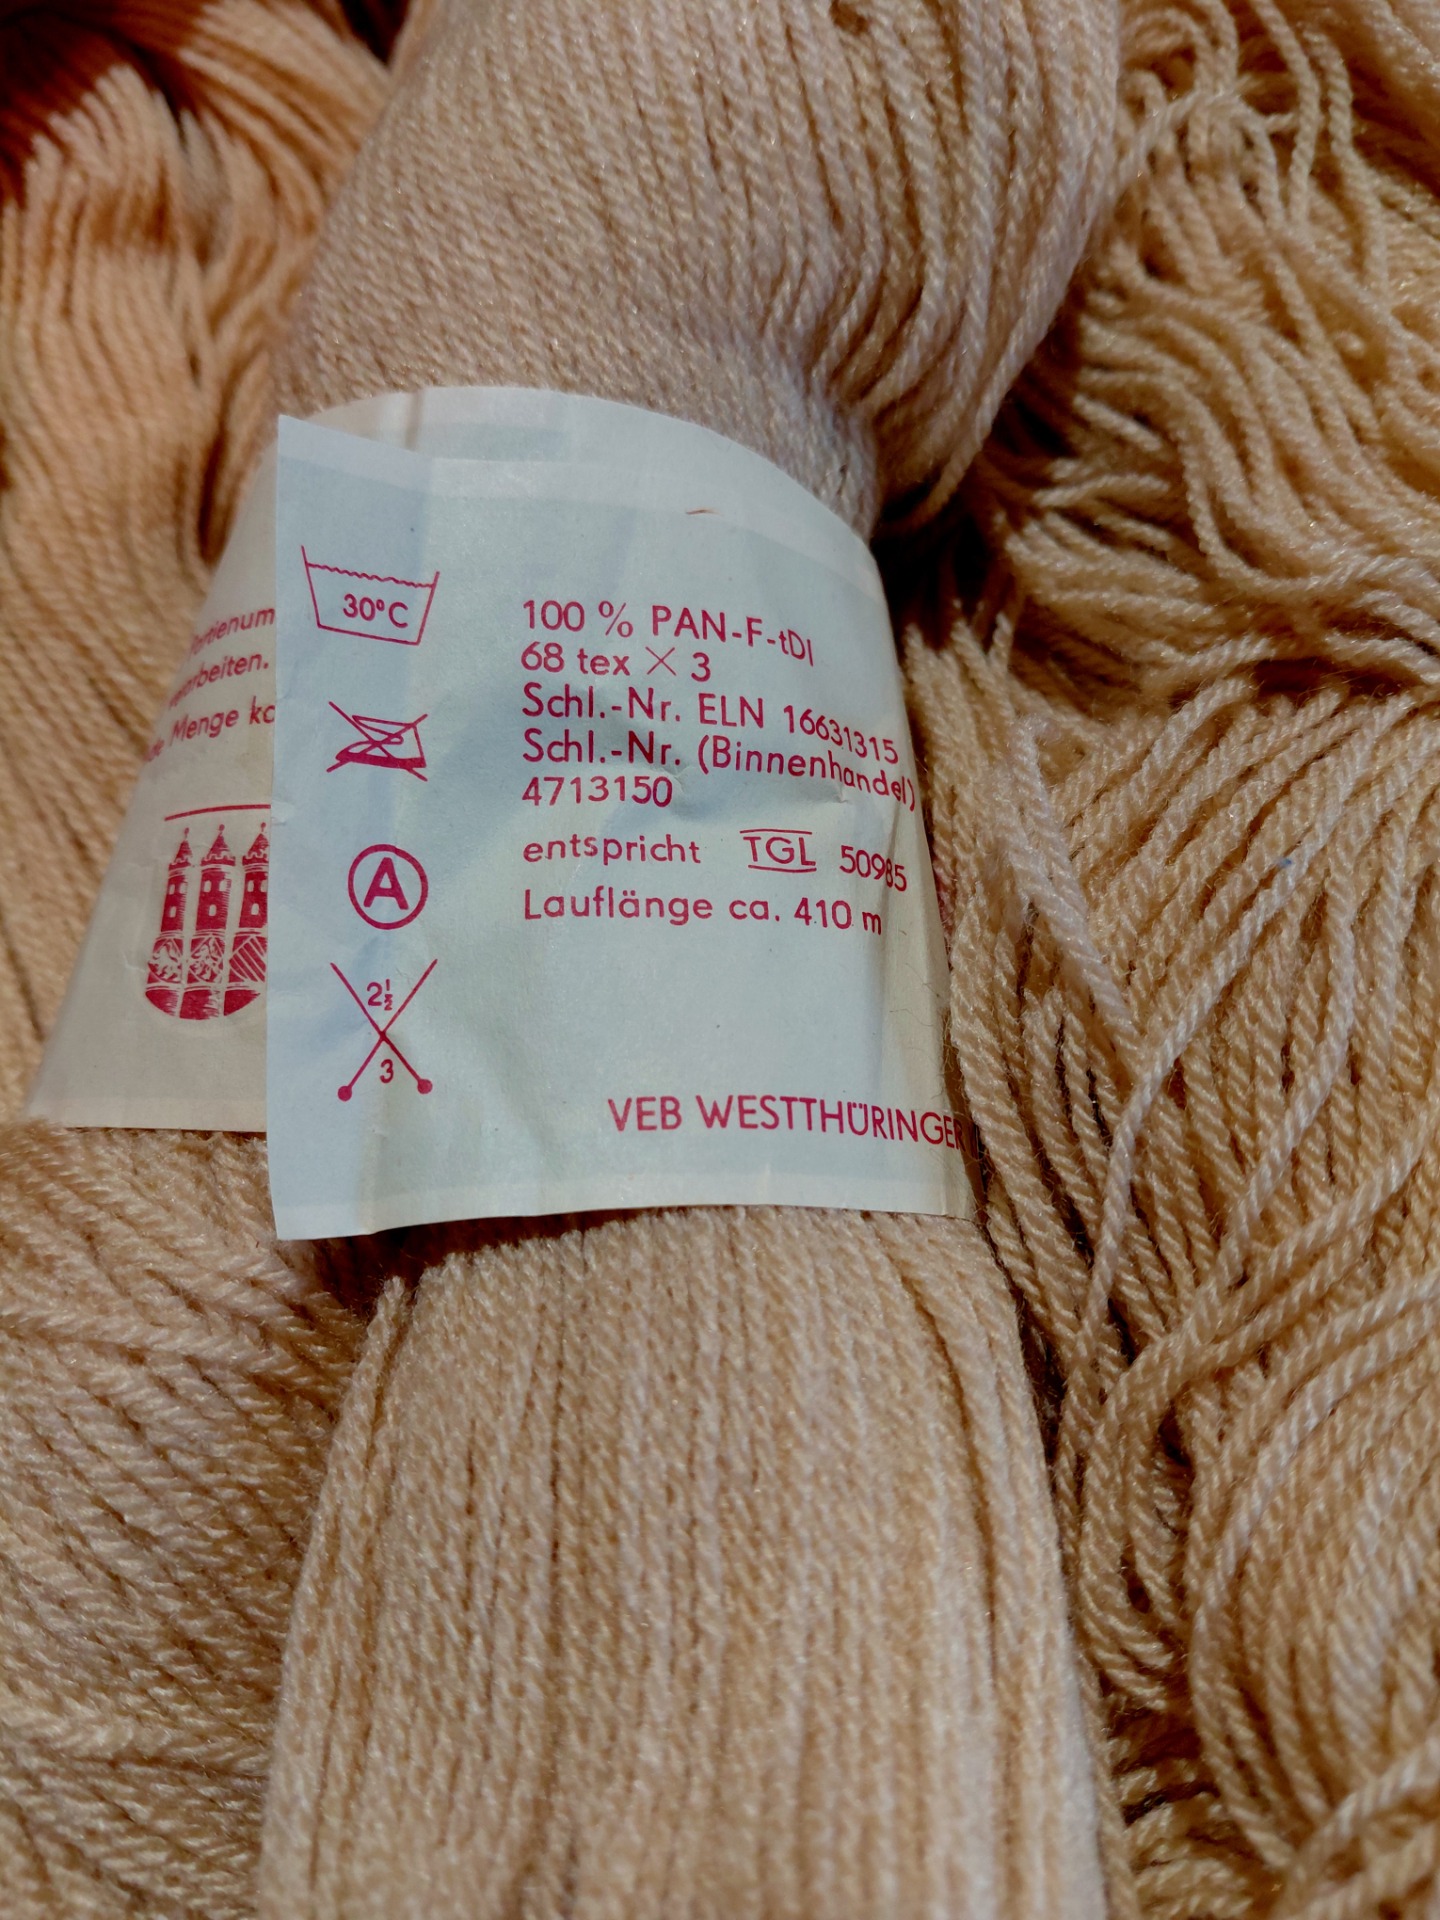 30°C
A
2½
3
100 % PAN-F-tDI
68 tex × 3
Schl.-Nr. ELN 16631315
Schl.-Nr. (Binnenhandel)
4713150
entspricht TGL 50985
Lauflänge ca. 410 m
VEB WESTTHÜRINGER
Menge